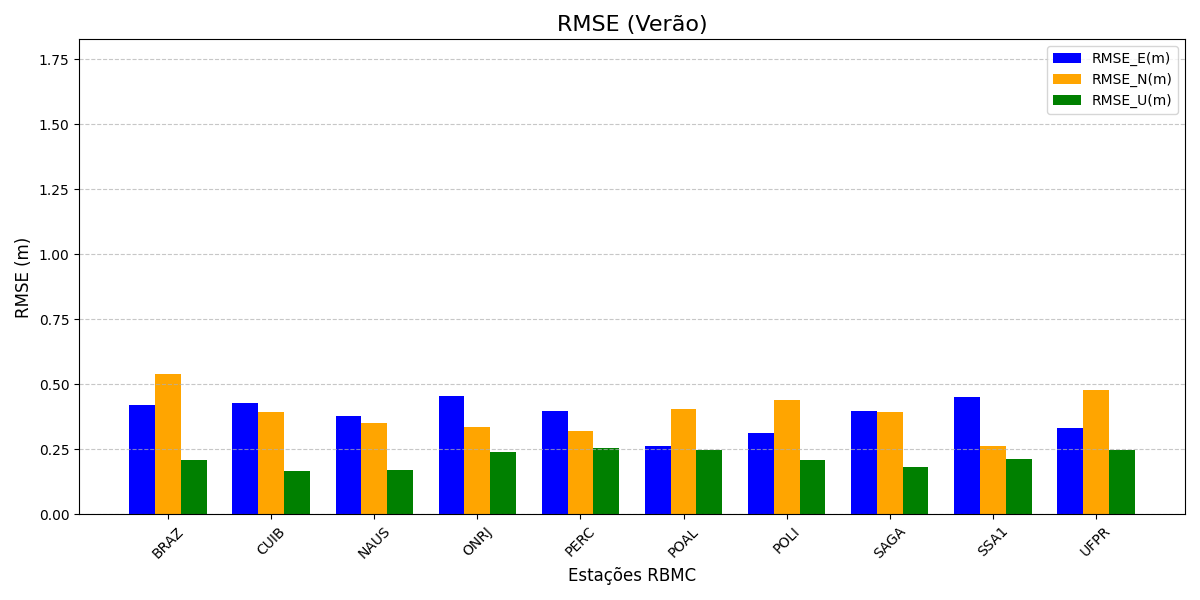 RMSE (Verão)
RMSE_E(m)
RMSE_N(m)
RMSE_U(m)
RMSE (m)
1.75
1.50
1.25
1.00
0.75
0.50
0.25
0.00
BRAZ
CUIB
NAUS
ONRJ
PERC
POAL
POLI
SAGA
SSA1
UFPR
Estações RBMC